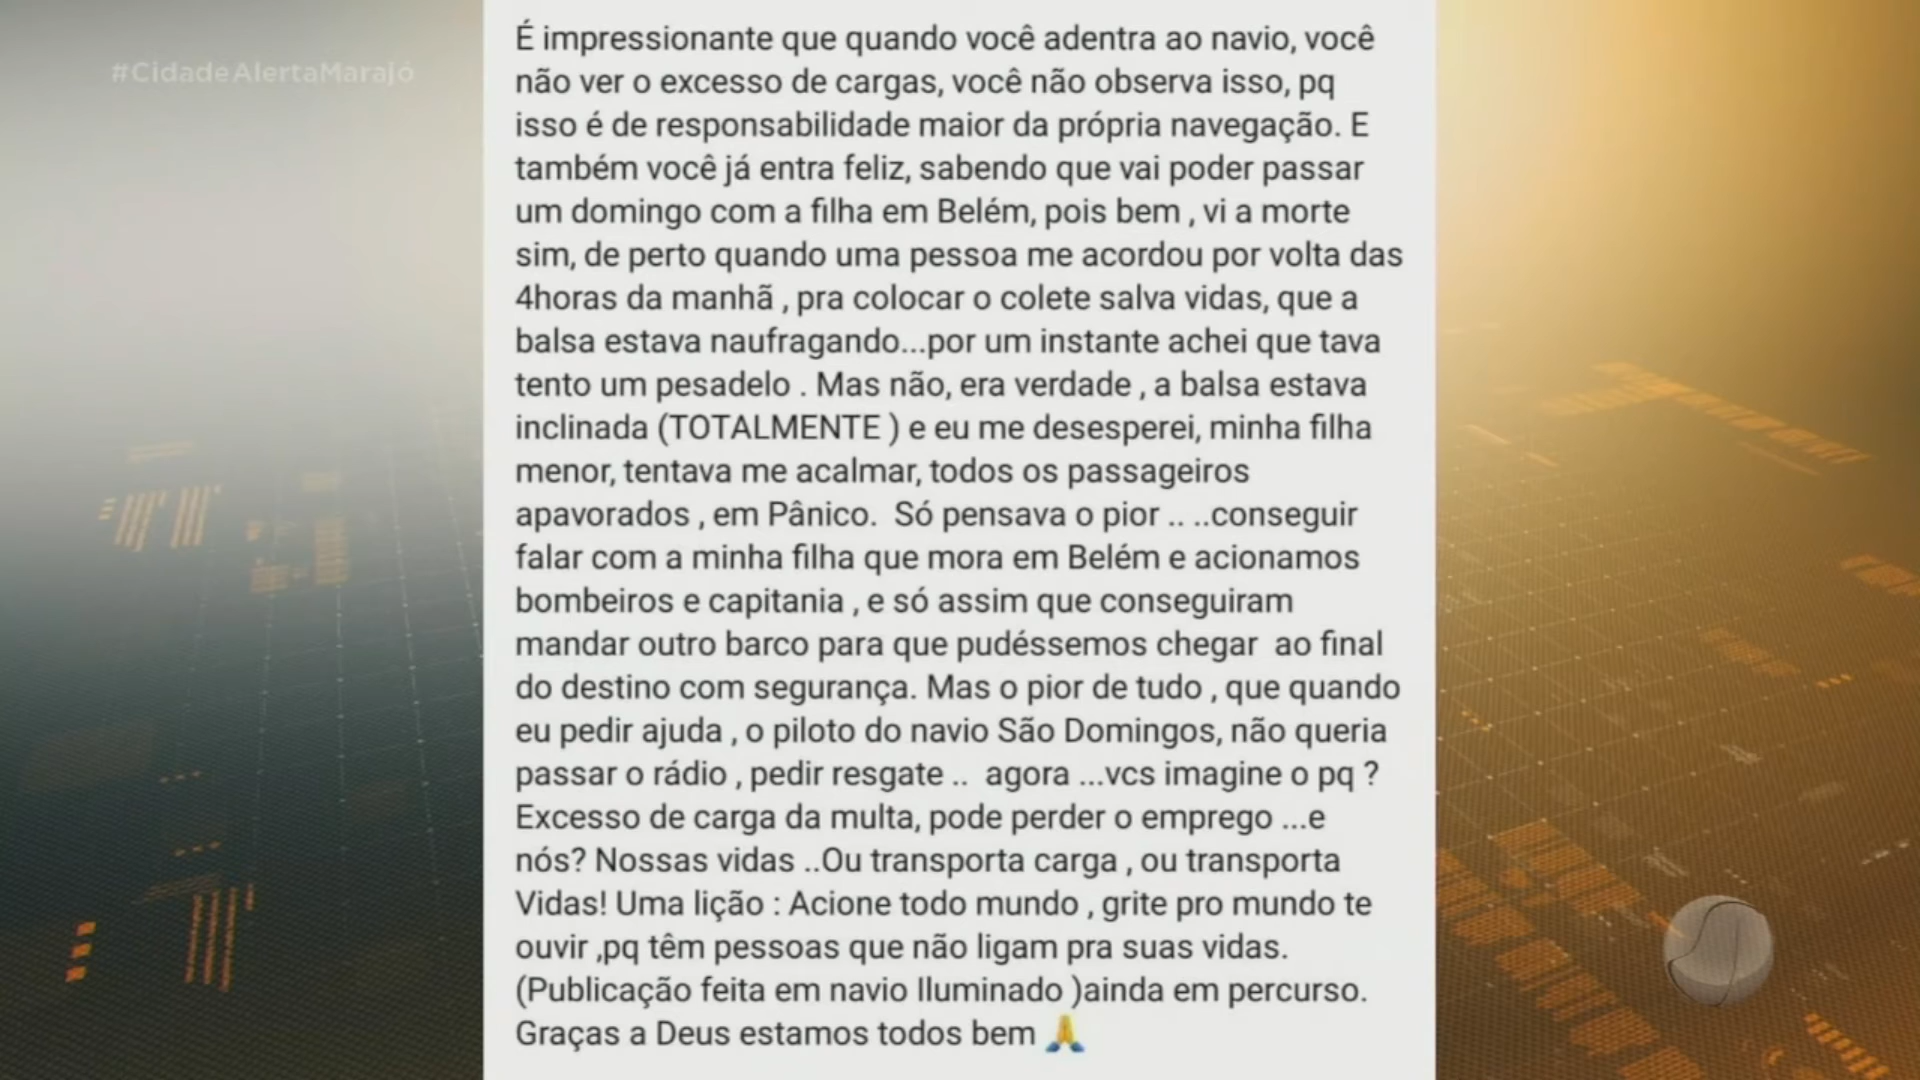 #CidadeAlertaMarajó
É impressionante que quando você adentra ao navio, você
não ver o excesso de cargas, você não observa isso, pq
isso é de responsabilidade maior da própria navegação. E
também você já entra feliz, sabendo que vai poder passar
um domingo com a filha em Belém, pois bem , vi a morte
sim, de perto quando uma pessoa me acordou por volta das
4horas da manhã , pra colocar o colete salva vidas, que a
balsa estava naufragando...por um instante achei que tava
tento um pesadelo . Mas não, era verdade , a balsa estava
inclinada (TOTALMENTE ) e eu me desesperei, minha filha
menor, tentava me acalmar, todos os passageiros
apavorados , em Pânico.  Só pensava o pior .. ..conseguir
falar com a minha filha que mora em Belém e acionamos
bombeiros e capitania , e só assim que conseguiram
mandar outro barco para que pudéssemos chegar  ao final
do destino com segurança. Mas o pior de tudo , que quando
eu pedir ajuda , o piloto do navio São Domingos, não queria
passar o rádio , pedir resgate ..  agora ...vcs imagine o pq ?
Excesso de carga da multa, pode perder o emprego ...e
nós? Nossas vidas ..Ou transporta carga , ou transporta
Vidas! Uma lição : Acione todo mundo , grite pro mundo te
ouvir ,pq têm pessoas que não ligam pra suas vidas.
(Publicação feita em navio Iluminado )ainda em percurso.
Graças a Deus estamos todos bem 🙏